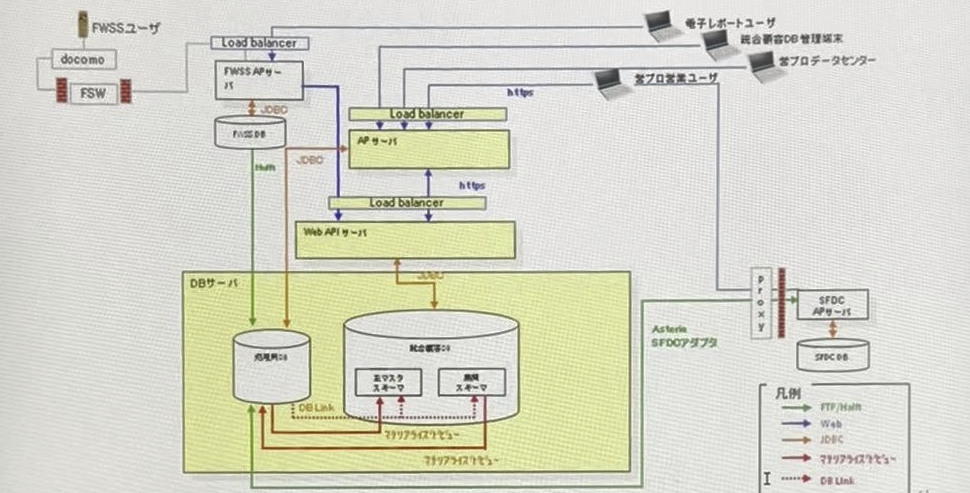 FWSSユーザ
docomo
FSW
Load balancer
FWSS APサー
バ
JDBC
FWSS DB
Hulft
JDBC
電子レポートユーザ
統合顧客DB管理端末
営プロデータセンター
営プロ営業ユーザ
https
Load balancer
APサーバ
https
Load balancer
Web APIサーバ
JDBC
DBサーバ
処理用DB
統合顧客DB
スキーマ
スキーマ
DB Link
マテリアライズドビュー
マテリアライズドビュー
Asteria
SFDCアダプタ
Proxy
SFDC
APサーバ
SFDC DB
凡例
FTP/Hulft
Web
JDBC
マテリアライズドビュー
DB Link